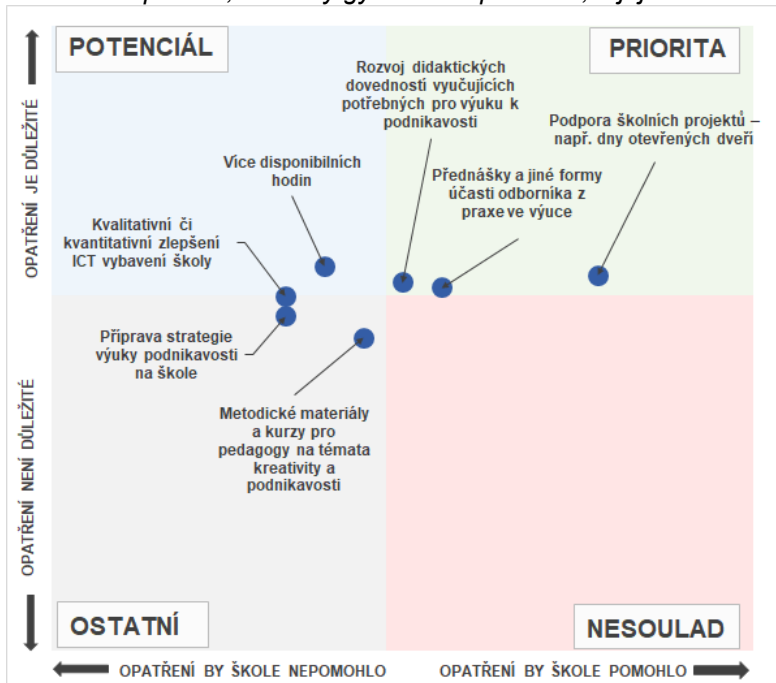 POTENCIÁL
PRIORITA
Rozvoj didaktických
dovedností vyučujících
potřebných pro výuku k
podnikavosti
Podpora školních projektů –
např. dny otevřených dveří
Více disponibilních
hodin
Přednášky a jiné formy
účasti odborníka z
praxe ve výuce
Kvalitativní či
kvantitativní zlepšení
ICT vybavení školy
Příprava strategie
výuky podnikavosti
na škole
Metodické materiály
a kurzy pro
pedagogy na témata
kreativity a
podnikavosti
OPATŘENÍ JE DŮLEŽITÉ
OPATŘENÍ NENÍ DŮLEŽITÉ
OSTATNÍ
NESOULAD
OPATŘENÍ BY ŠKOLE NEPOMOHLO
OPATŘENÍ BY ŠKOLE POMOHLO